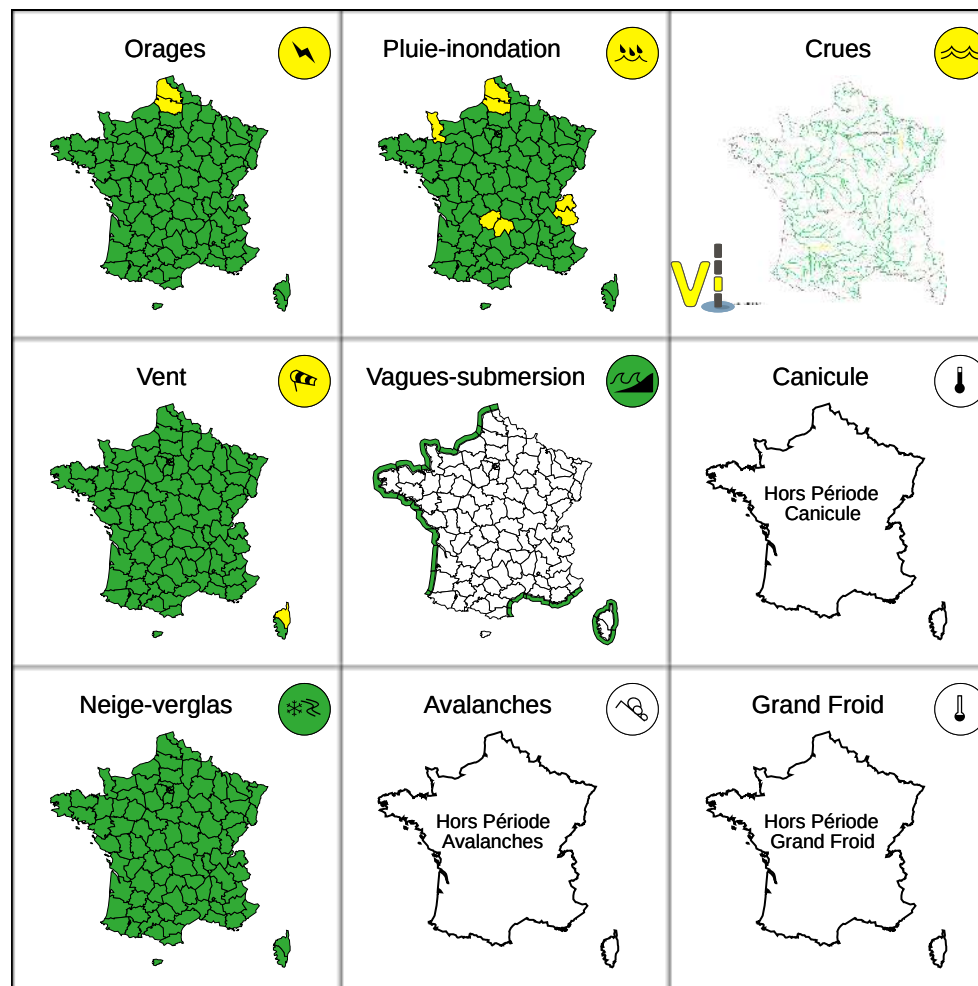 Orages
Pluie-inondation
Crues
Vi
Vent
Vagues-submersion
Canicule
Hors Période
Canicule
Neige-verglas
Avalanches
Grand Froid
Hors Période
Avalanches
Hors Période
Grand Froid